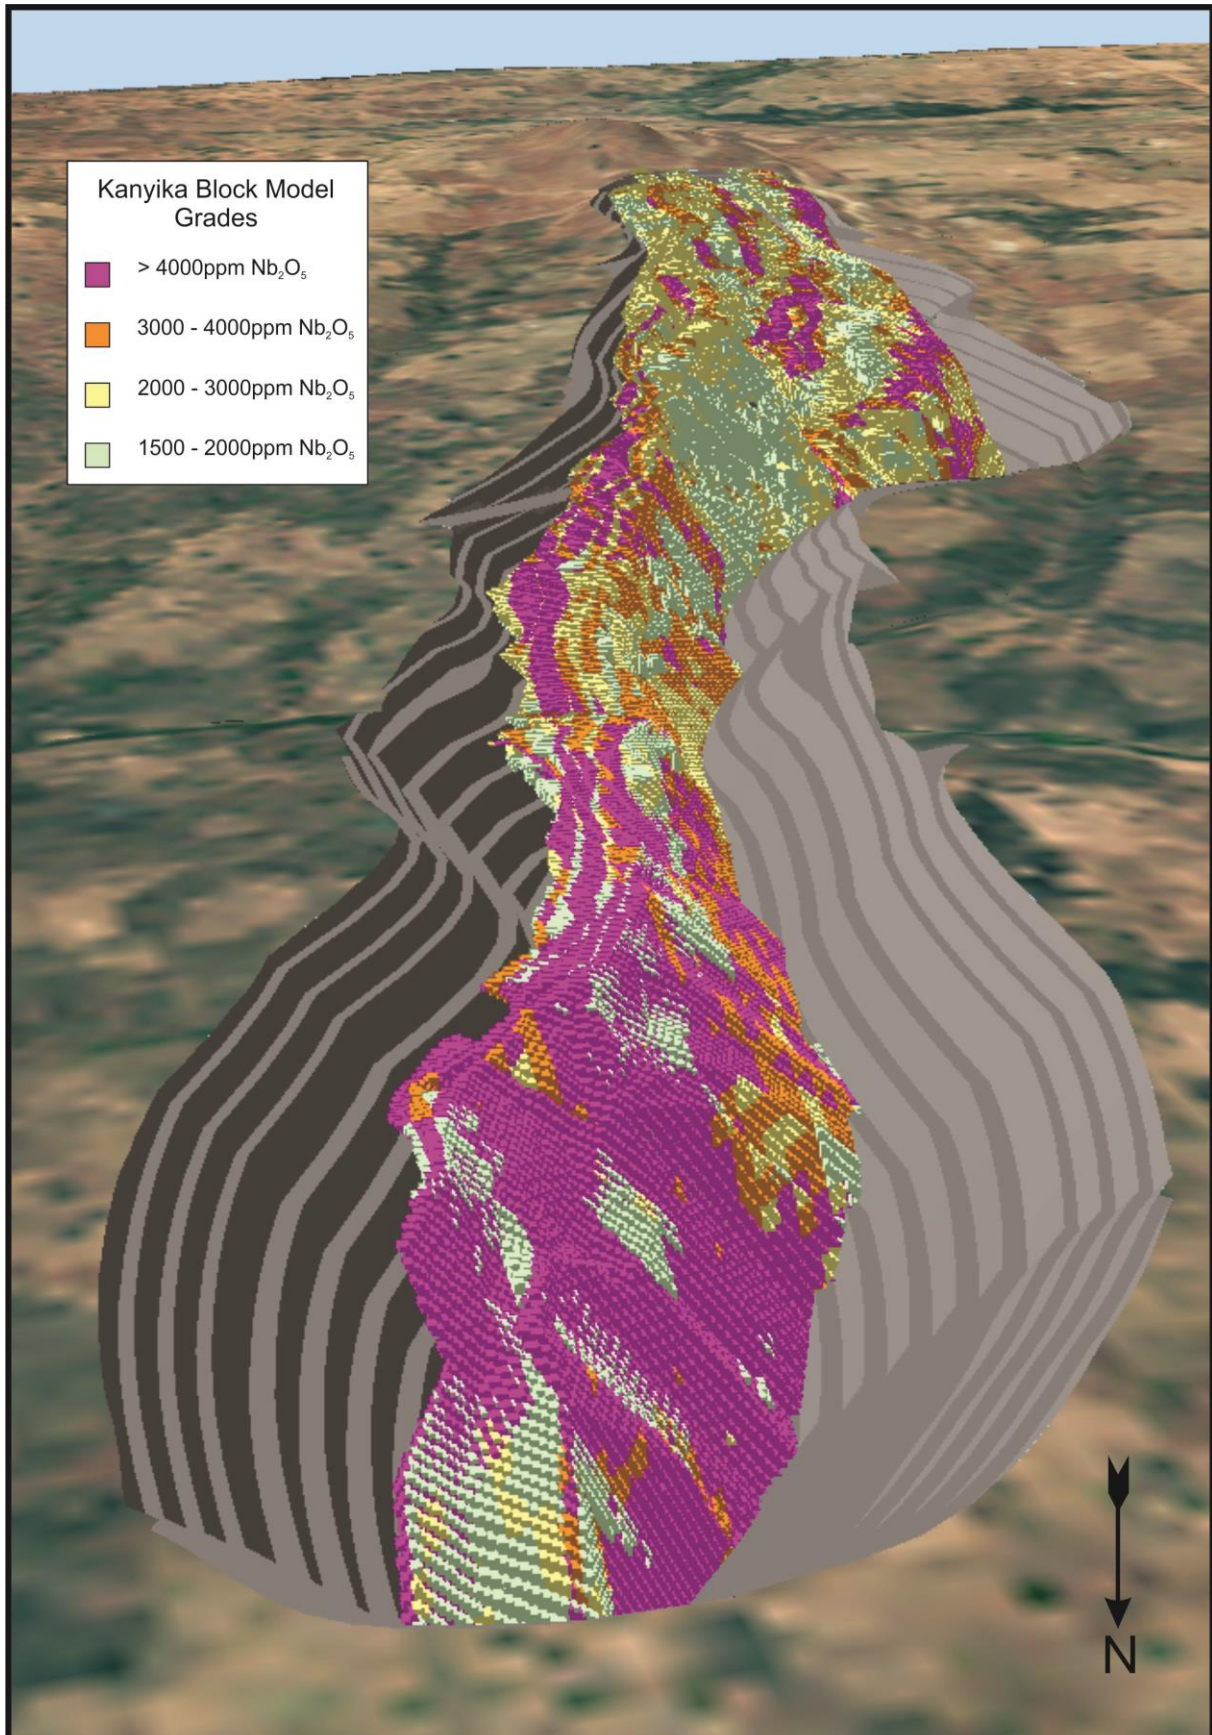 Kanyika Block Model
Grades
> 4000ppm Nb₂O₅
3000 - 4000ppm Nb₂O₅
2000 - 3000ppm Nb₂O₅
1500 - 2000ppm Nb₂O₅
N